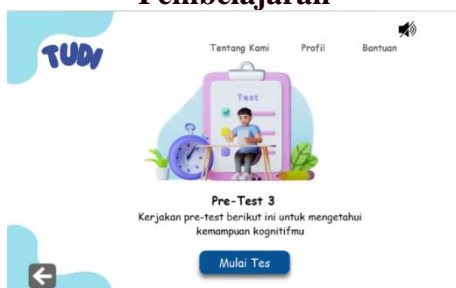 Pembelajaran
TUDI
Tentang Kami Profil Bantuan
Test
Pre-Test 3
Kerjakan pre-test berikut ini untuk mengetahui
kemampuan kognitifmu
Mulai Tes